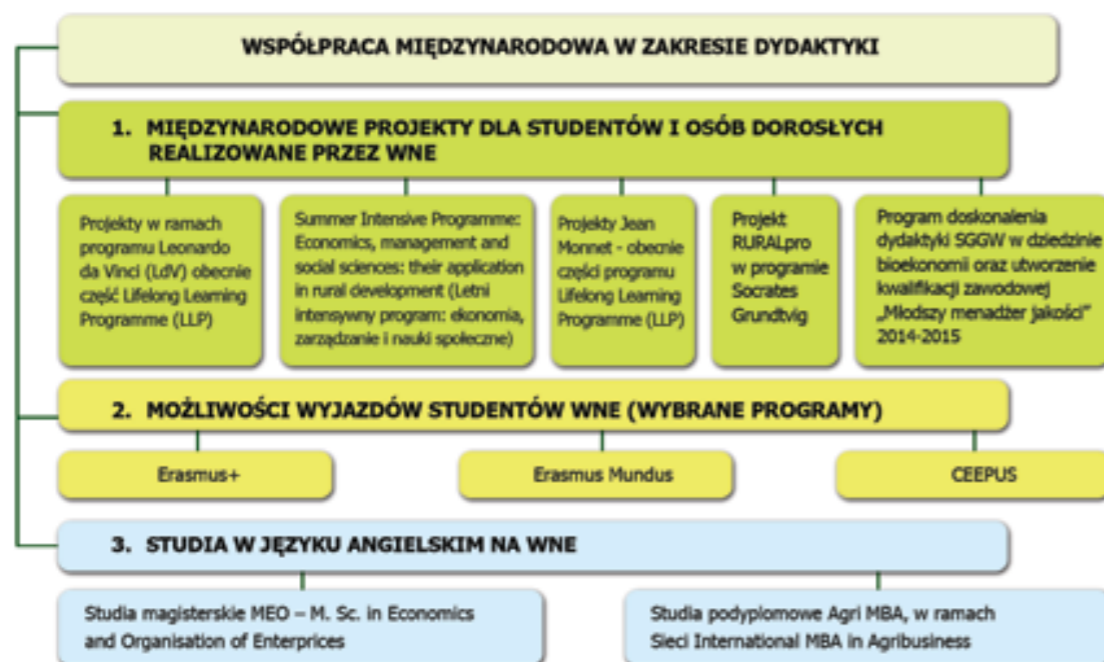 WSPÓŁPRACA MIĘDZYNARODOWA W ZAKRESIE DYDAKTYKI
1. MIĘDZYNARODOWE PROJEKTY DLA STUDENTÓW I OSÓB DOROSŁYCH
REALIZOWANE PRZEZ WNE
Projekty w ramach
programu Leonardo
da Vinci (LdV) obecnie
część Lifelong Learning
Programme (LLP)
Summer Intensive Programme:
Economics, management and
social sciences: their application
in rural development (Letni
intensywny program: ekonomia,
zarządzanie i nauki społeczne)
Projekty Jean
Monnet - obecnie
części programu
Lifelong Learning
Programme (LLP)
Projekt
RURALpro
w programie
Socrates
Grundtvig
Program doskonalenia
dydaktyki SGGW w dziedzinie
bioekonomii oraz utworzenie
kwalifikacji zawodowej
„Młodszy menadżer jakości”
2014-2015
2. MOŻLIWOŚCI WYJAZDÓW STUDENTÓW WNE (WYBRANE PROGRAMY)
Erasmus+
Erasmus Mundus
CEEPUS
3. STUDIA W JĘZYKU ANGIELSKIM NA WNE
Studia magisterskie MEO – M. Sc. in Economics
and Organisation of Enterprices
Studia podyplomowe Agri MBA, w ramach
Sieci International MBA in Agribusiness